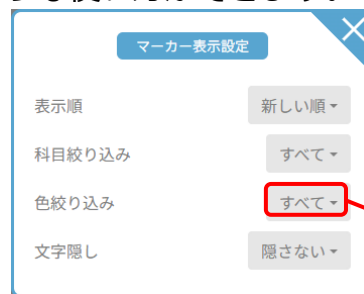 マーカー表示設定
表示順 新しい順
科目絞り込み すべて
色絞り込み すべて
文字隠し 隠さない